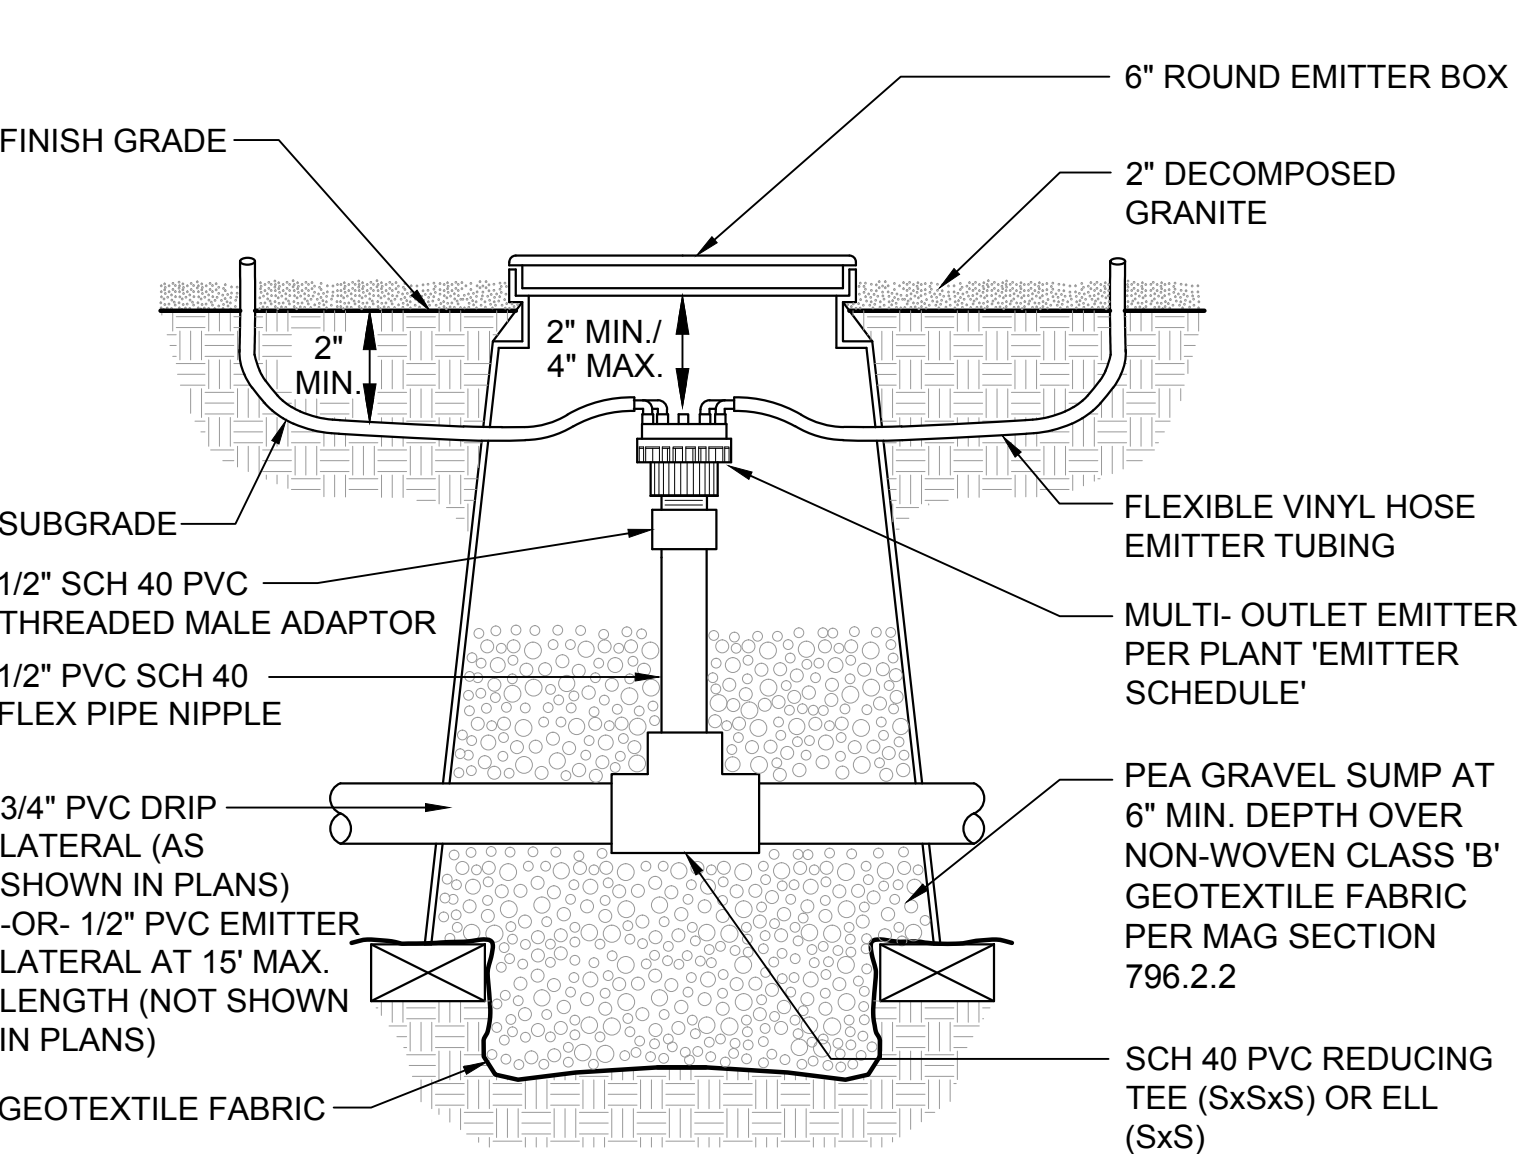 FINISH GRADE
2"
MIN.
SUBGRADE
1/2" SCH 40 PVC
THREADED MALE ADAPTOR
1/2" PVC SCH 40
FLEX PIPE NIPPLE
3/4" PVC DRIP
LATERAL (AS
SHOWN IN PLANS)
-OR- 1/2" PVC EMITTER
LATERAL AT 15' MAX.
LENGTH (NOT SHOWN
IN PLANS)
GEOTEXTILE FABRIC
2" MIN./
4" MAX.
6" ROUND EMITTER BOX
2" DECOMPOSED
GRANITE
FLEXIBLE VINYL HOSE
EMITTER TUBING
MULTI- OUTLET EMITTER
PER PLANT 'EMITTER
SCHEDULE'
PEA GRAVEL SUMP AT
6" MIN. DEPTH OVER
NON-WOVEN CLASS 'B'
GEOTEXTILE FABRIC
PER MAG SECTION
796.2.2
SCH 40 PVC REDUCING
TEE (SxSxS) OR ELL
(SxS)